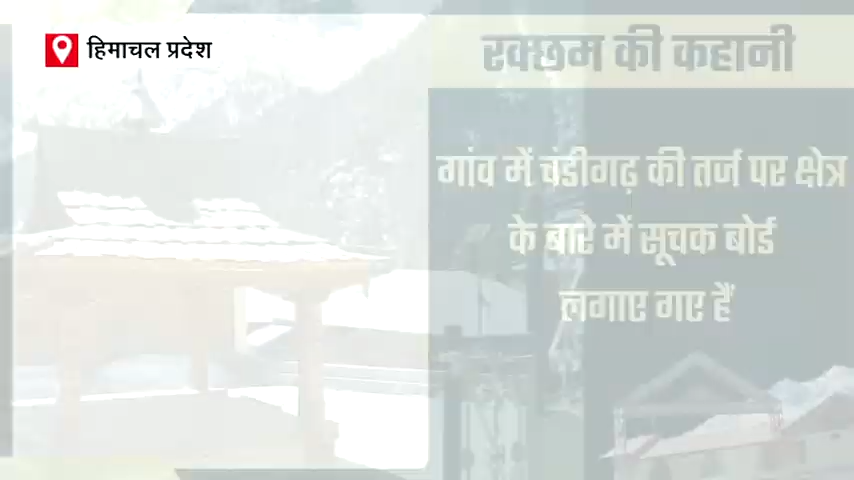 हिमाचल प्रदेश
रक्छम की कहानी
गांव में चंडीगढ़ की तर्ज पर क्षेत्र
के बारे में सूचक बोर्ड
लगाए गए हैं